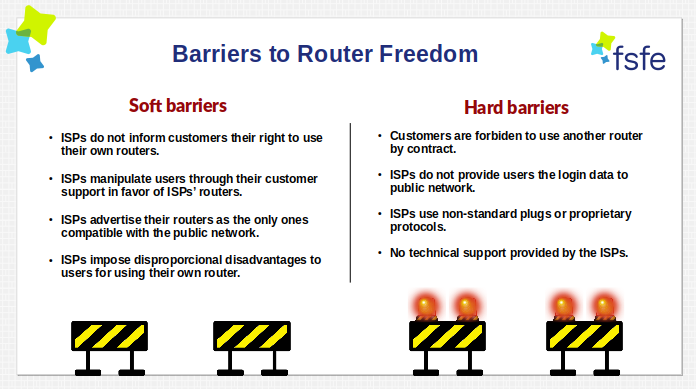 Barriers to Router Freedom
fsfe
Soft barriers
• ISPs do not inform customers their right to use
their own routers.
• ISPs manipulate users through their customer
support in favor of ISPs’ routers.
• ISPs advertise their routers as the only ones
compatible with the public network.
• ISPs impose disproporcional disadvantages to
users for using their own router.
Hard barriers
• Customers are forbiden to use another router
by contract.
• ISPs do not provide users the login data to
public network.
• ISPs use non-standard plugs or proprietary
protocols.
• No technical support provided by the ISPs.